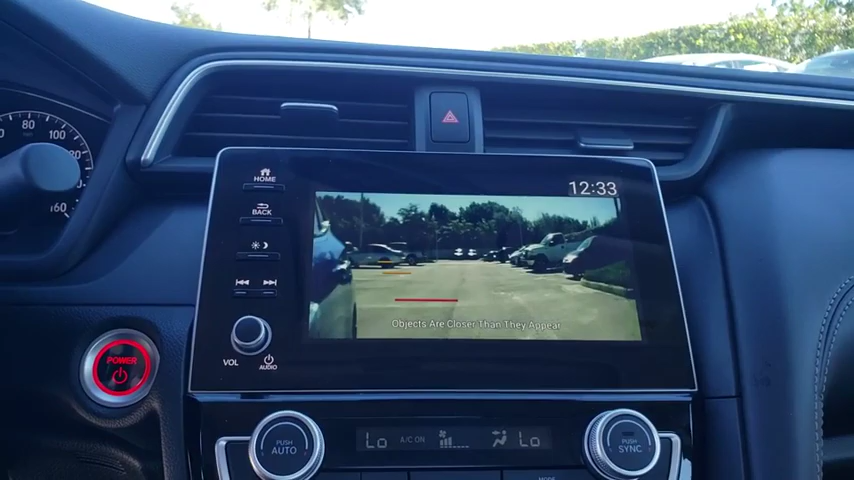 80
100
160
HOME
BACK
VOL
AUDIO
12:33
Objects Are Closer Than They Appear
POWER
PUSH
AUTO
Lo
A/C ON
Lo
PUSH
SYNC
MODE